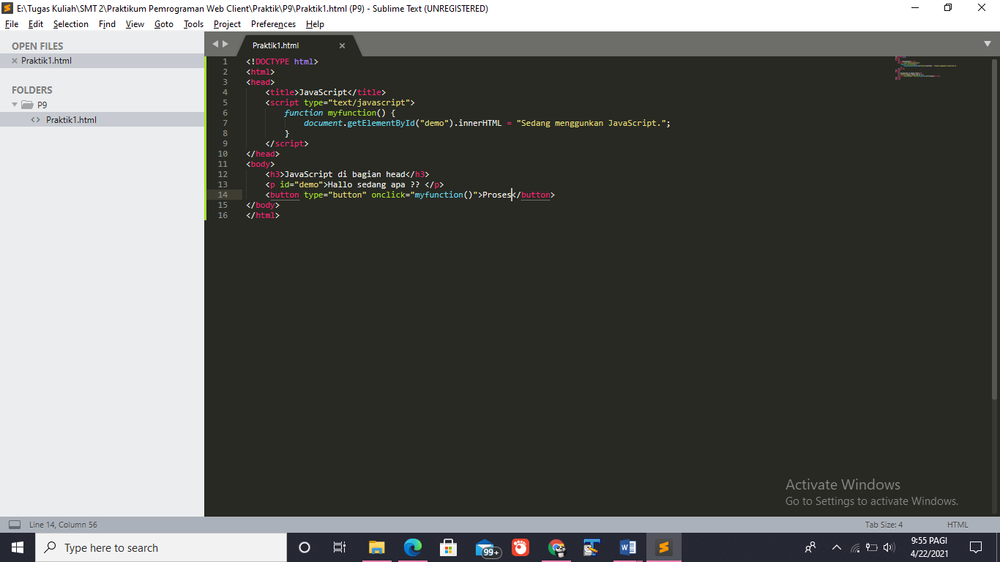 E:\Tugas Kuliah\SMT 2\Praktikum Pemrograman Web Client\Praktik\P9\Praktik1.html (P9) - Sublime Text (UNREGISTERED)
File Edit Selection Find View Goto Tools Project Preferences Help
OPEN FILES
Praktik1.html
FOLDERS
P9
Praktik1.html
Praktik1.html
1 <!DOCTYPE html>
2 <html>
3 <head>
4     <title>JavaScript</title>
5     <script type="text/javascript">
6         function myfunction() {
7             document.getElementById("demo").innerHTML = "Sedang menggunkan JavaScript.";
8         }
9     </script>
10 </head>
11 <body>
12     <h3>JavaScript di bagian head</h3>
13     <p id="demo">Hallo sedang apa ?? </p>
14     <button type="button" onclick="myfunction()">Proses</button>
15 </body>
16 </html>
Activate Windows
Go to Settings to activate Windows.
Line 14, Column 56 Tab Size: 4 HTML
Type here to search
99+
9:55 PAGI
4/22/2021